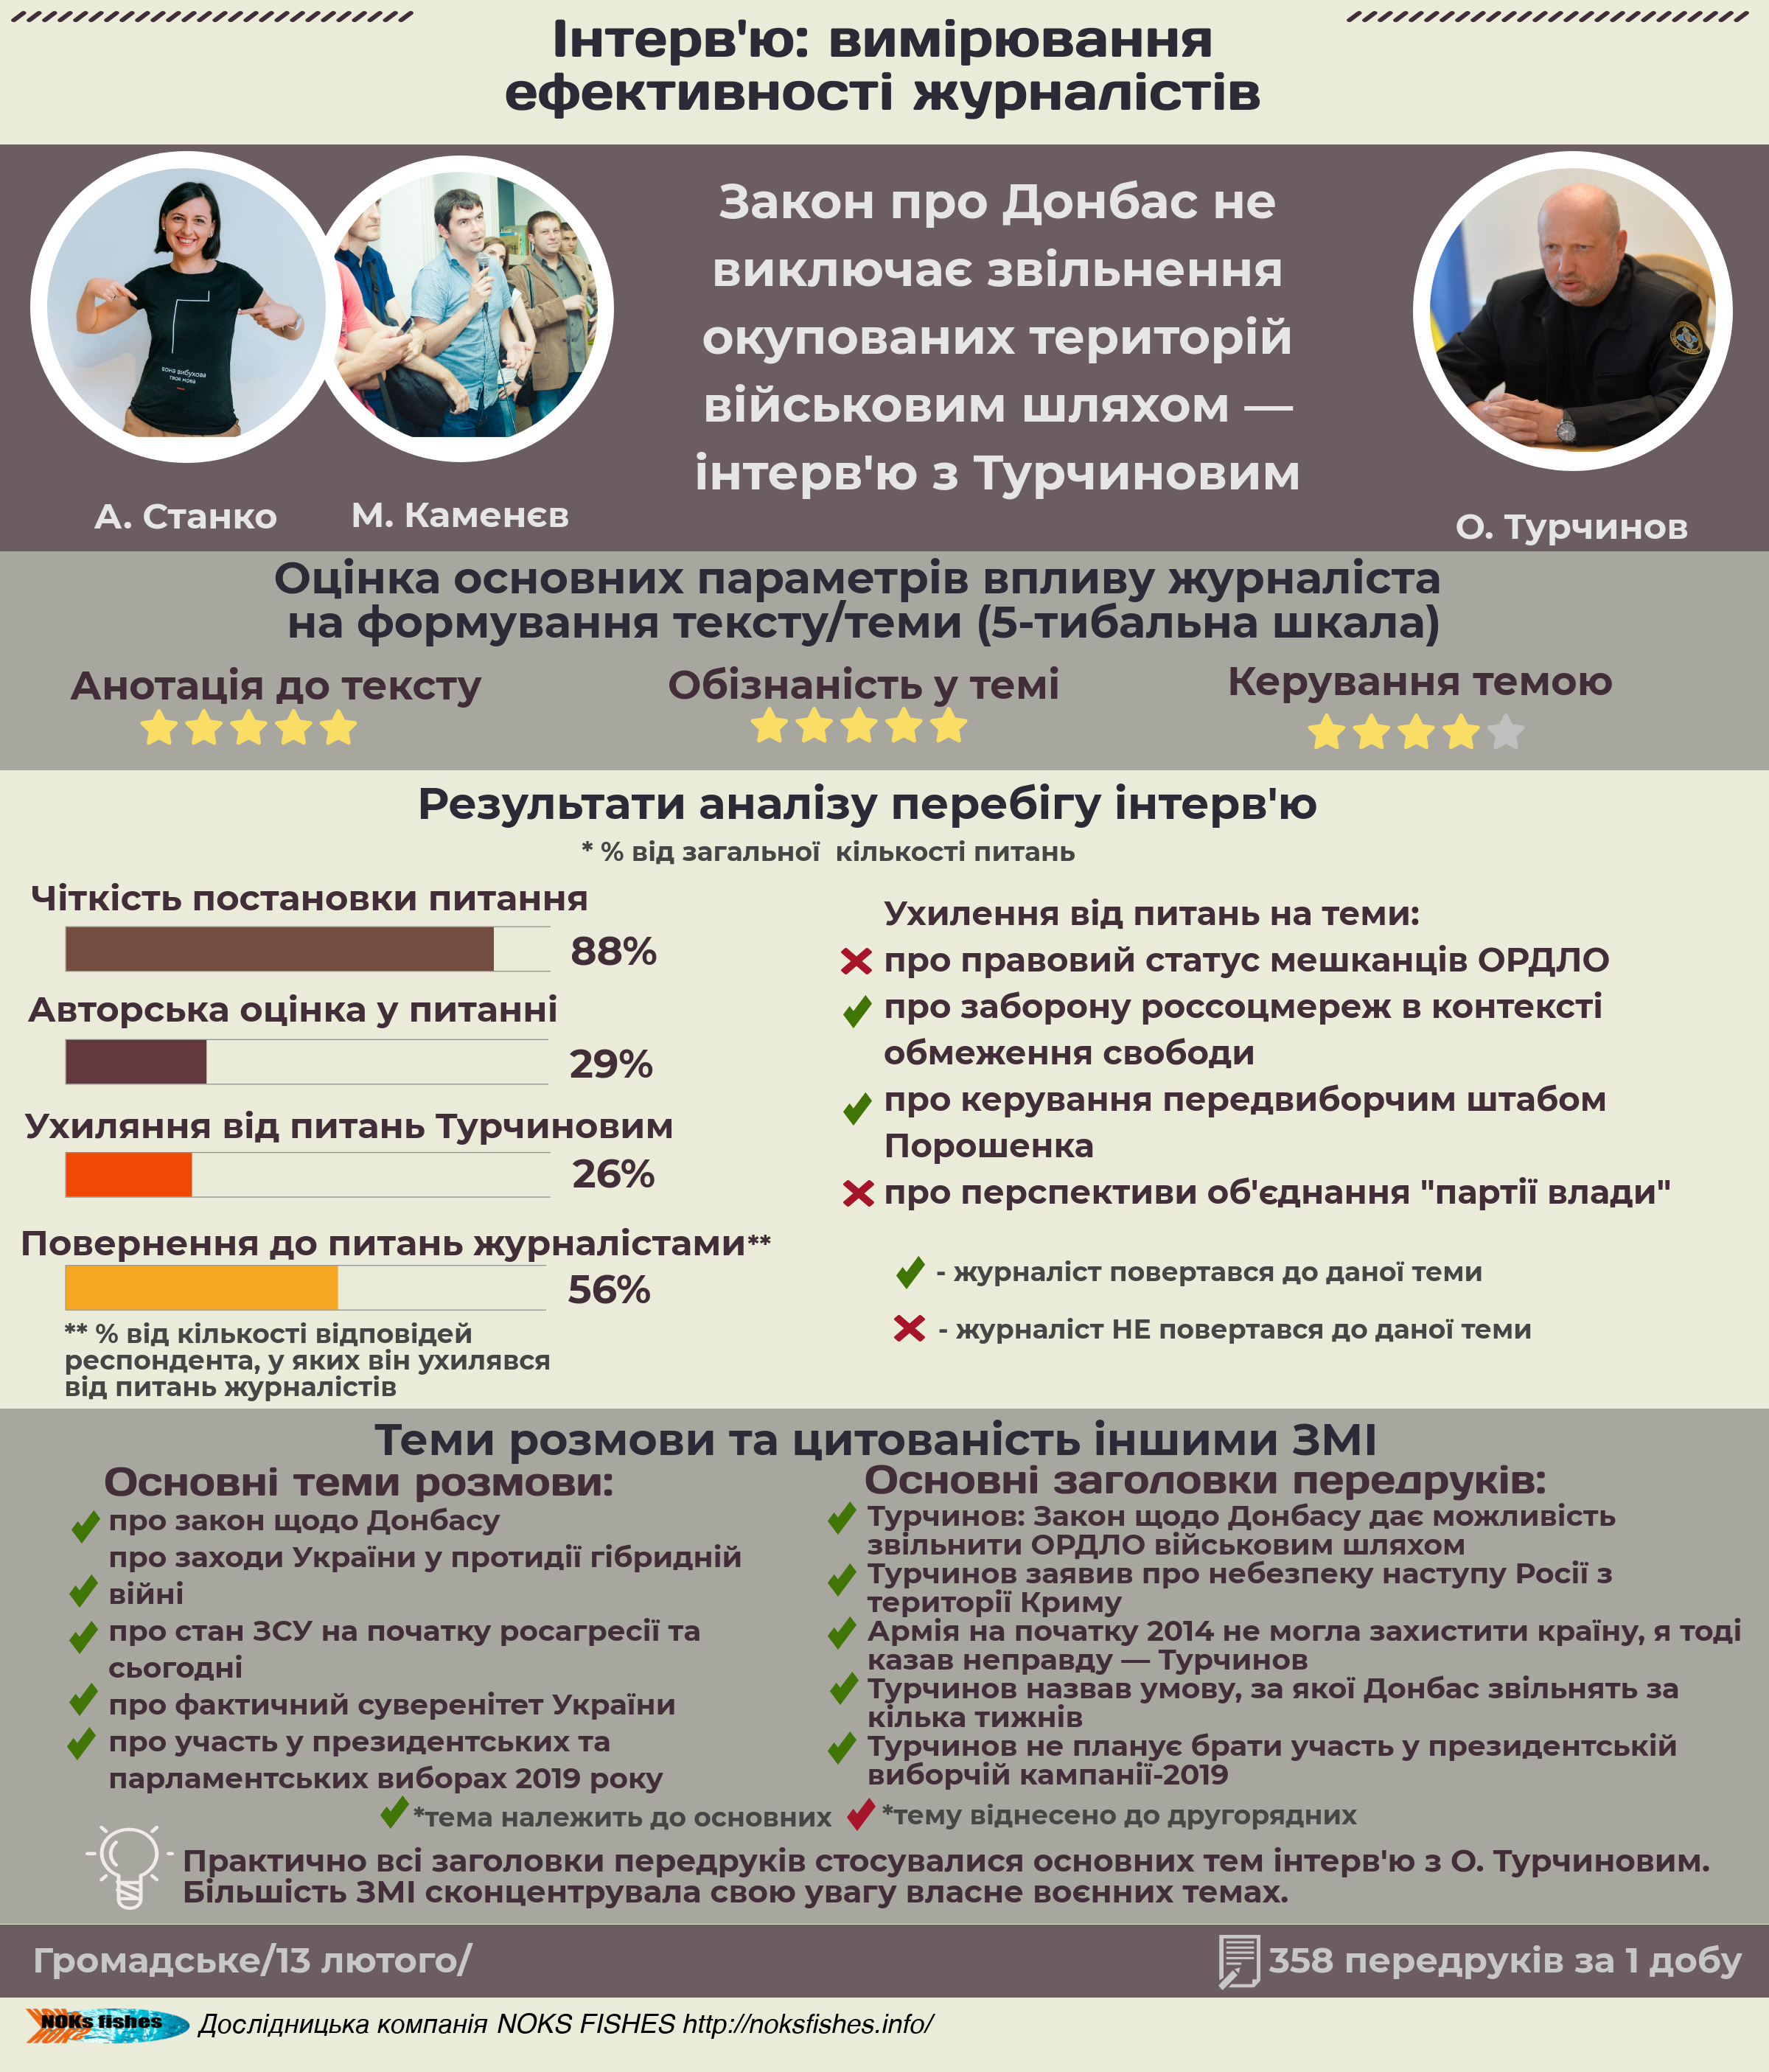 Інтерв'ю: вимірювання
ефективності журналістів
Закон про Донбас не
виключає звільнення
окупованих територій
військовим шляхом —
інтерв'ю з Турчиновим
вона вибухова
твоя мова
А. Станко
М. Каменєв
О. Турчинов
Оцінка основних параметрів впливу журналіста
на формування тексту/теми (5-тибальна шкала)
Анотація до тексту
Обізнаність у темі
Керування темою
Результати аналізу перебігу інтерв'ю
* % від загальної кількості питань
Чіткість постановки питання
88%
Авторська оцінка у питанні
29%
Ухиляння від питань Турчиновим
26%
Повернення до питань журналістами**
56%
** % від кількості відповідей
респондента, у яких він ухилявся
від питань журналістів
Ухилення від питань на теми:
про правовий статус мешканців ОРДЛО
про заборону россоцмереж в контексті
обмеження свободи
про керування передвиборчим штабом
Порошенка
про перспективи об'єднання "партії влади"
- журналіст повертався до даної теми
- журналіст НЕ повертався до даної теми
Теми розмови та цитованість іншими ЗМІ
Основні теми розмови:
про закон щодо Донбасу
про заходи України у протидії гібридній
війні
про стан ЗСУ на початку росагресії та
сьогодні
про фактичний суверенітет України
про участь у президентських та
парламентських виборах 2019 року
Основні заголовки передруків:
Турчинов: Закон щодо Донбасу дає можливість
звільнити ОРДЛО військовим шляхом
Турчинов заявив про небезпеку наступу Росії з
території Криму
Армія на початку 2014 не могла захистити країну, я тоді
казав неправду — Турчинов
Турчинов назвав умову, за якої Донбас звільнять за
кілька тижнів
Турчинов не планує брати участь у президентській
виборчій кампанії-2019
*тема належить до основних
*тему віднесено до другорядних
Практично всі заголовки передруків стосувалися основних тем інтерв'ю з О. Турчиновим.
Більшість ЗМІ сконцентрувала свою увагу власне воєнних темах.
Громадське/13 лютого/
358 передруків за 1 добу
NOKs fishes
Дослідницька компанія NOKS FISHES http://noksfishes.info/